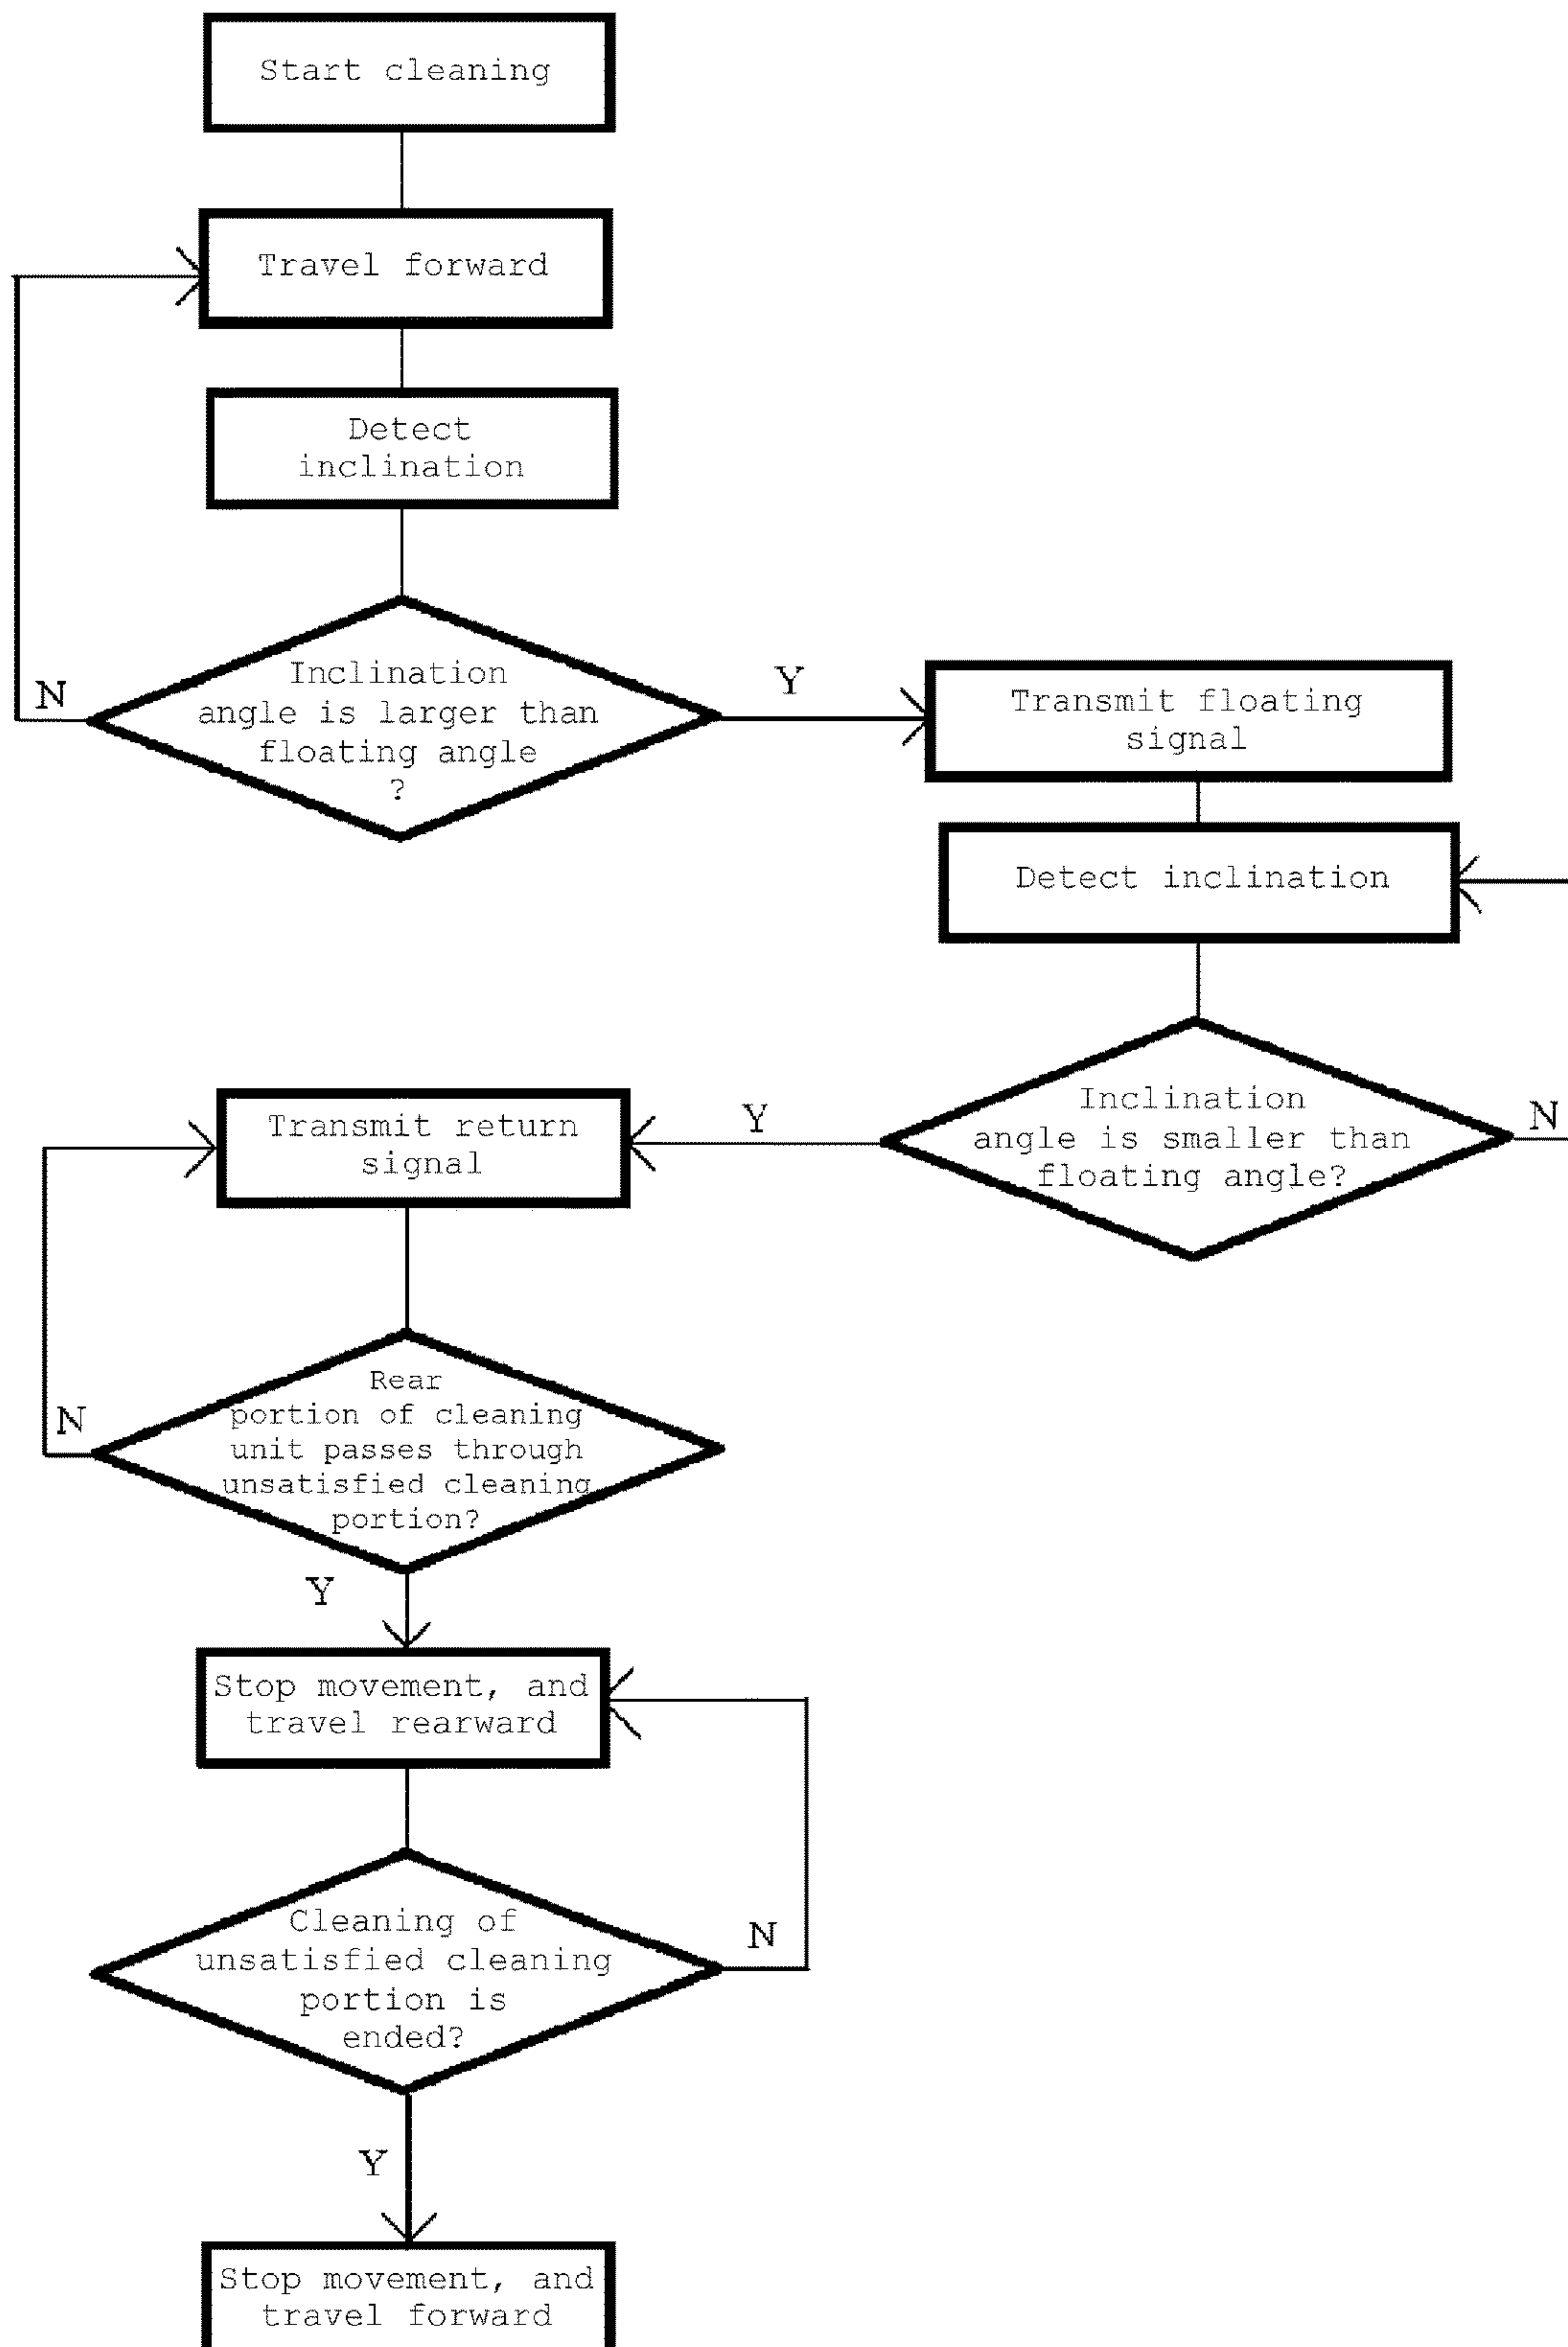 Start cleaning
Travel forward
Detect
inclination
Inclination
angle is larger than
floating angle
?
N
Y
Transmit floating
signal
Detect inclination
Inclination
angle is smaller than
floating angle?
N
Y
Transmit return
signal
Rear
portion of cleaning
unit passes through
unsatisfied cleaning
portion?
N
Y
Stop movement, and
travel rearward
Cleaning of
unsatisfied cleaning
portion is
ended?
N
Y
Stop movement, and
travel forward